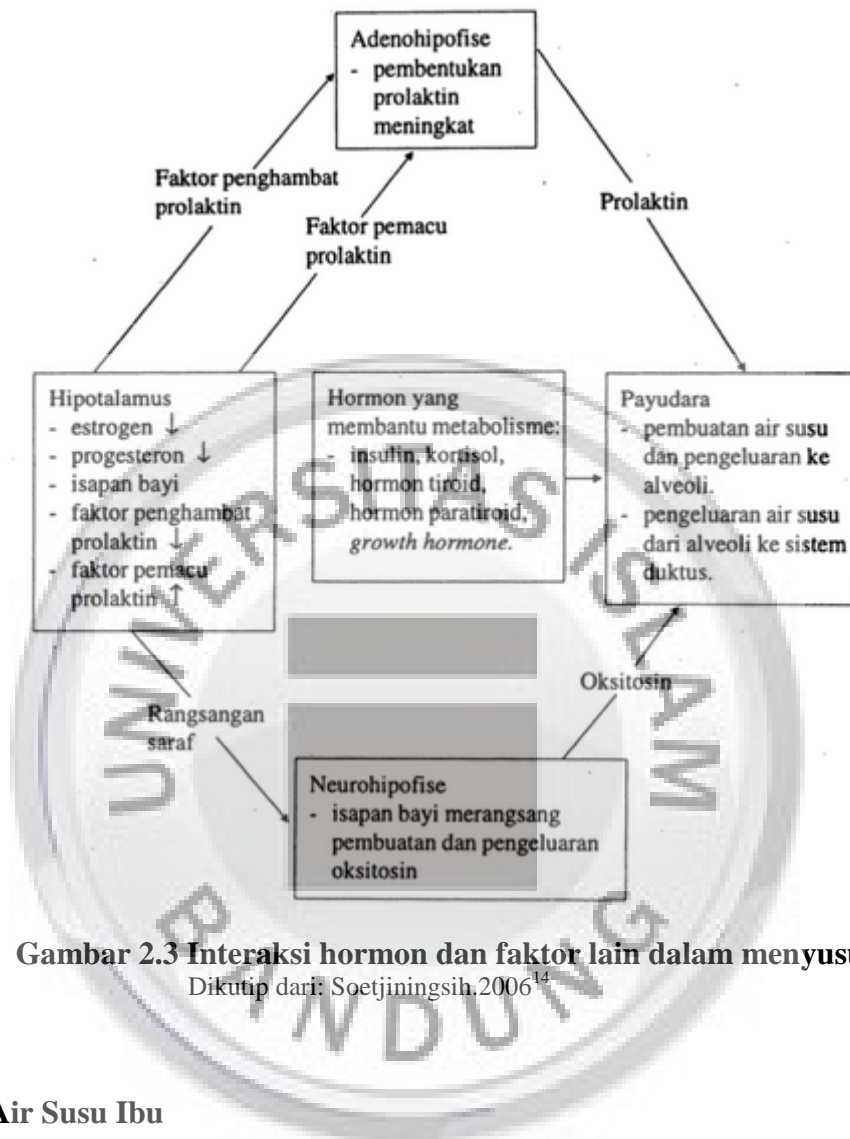 Adenohipofise
- pembentukan
prolaktin
meningkat
Faktor penghambat
prolaktin
Faktor pemacu
prolaktin
Prolaktin
Hipotalamus
- estrogen ↓
- progesteron ↓
- isapan bayi
- faktor penghambat
prolaktin ↓
- faktor pemacu
prolaktin ↑
Hormon yang
membantu metabolisme:
- insulin, kortisol,
hormon tiroid,
hormon paratiroid,
growth hormone.
Payudara
- pembuatan air susu
dan pengeluaran ke
alveoli.
- pengeluaran air susu
dari alveoli ke sistem
duktus.
Rangsangan
saraf
Oksitosin
Neurohipofise
- isapan bayi merangsang
pembuatan dan pengeluaran
oksitosin
UNIVERSITAS ISLAM
BANDUNG
Gambar 2.3 Interaksi hormon dan faktor lain dalam menyusu
Dikutip dari: Soetjiningsih.2006¹⁴
Air Susu Ibu